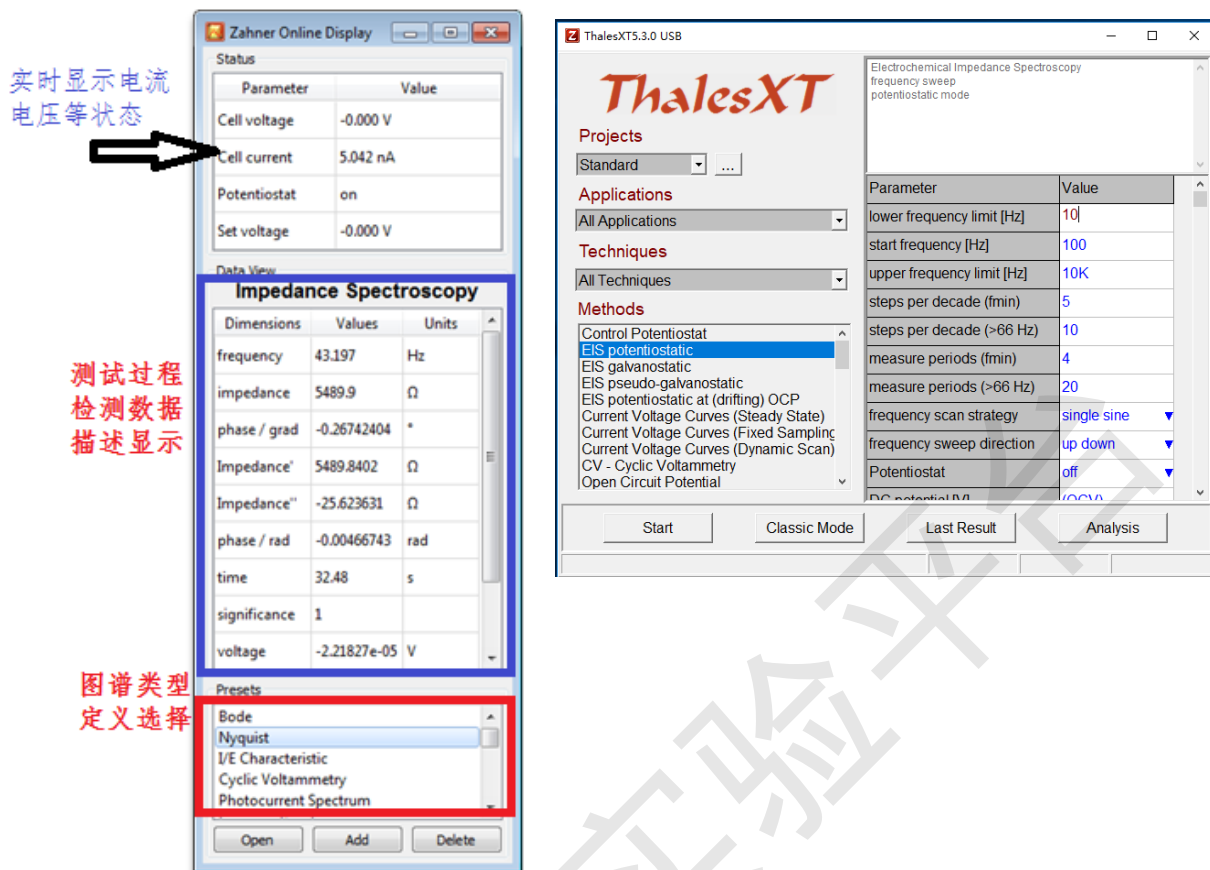 实时显示电流
电压等状态
Zahner Online Display
Status
Parameter Value
Cell voltage -0.000 V
Cell current 5.042 nA
Potentiostat on
Set voltage -0.000 V
Data View
Impedance Spectroscopy
Dimensions Values Units
frequency 43.197 Hz
impedance 5489.9 Ω
phase / grad -0.26742404 °
Impedance' 5489.8402 Ω
Impedance'' -25.623631 Ω
phase / rad -0.00466743 rad
time 32.48 s
significance 1
voltage -2.21827e-05 V
测试过程
检测数据
描述显示
图谱类型
定义选择
Presets
Bode
Nyquist
I/E Characteristic
Cyclic Voltammetry
Photocurrent Spectrum
Open Add Delete
ThalesXT5.3.0 USB
ThalesXT
Projects
Standard ...
Applications
All Applications
Techniques
All Techniques
Methods
Control Potentiostat
EIS potentiostatic
EIS galvanostatic
EIS pseudo-galvanostatic
EIS potentiostatic at (drifting) OCP
Current Voltage Curves (Steady State)
Current Voltage Curves (Fixed Sampling
Current Voltage Curves (Dynamic Scan)
CV - Cyclic Voltammetry
Open Circuit Potential
Electrochemical Impedance Spectroscopy
frequency sweep
potentiostatic mode
Parameter Value
lower frequency limit [Hz] 10
start frequency [Hz] 100
upper frequency limit [Hz] 10K
steps per decade (fmin) 5
steps per decade (>66 Hz) 10
measure periods (fmin) 4
measure periods (>66 Hz) 20
frequency scan strategy single sine
frequency sweep direction up down
Potentiostat off
DC potential [V] (OCV)
Start Classic Mode Last Result Analysis
实验平台